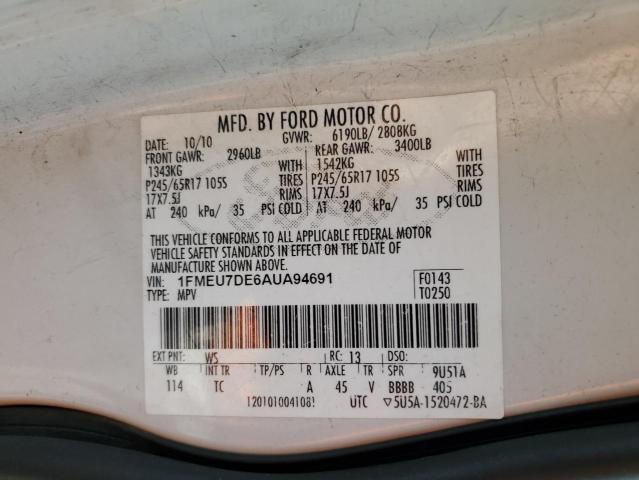 MFD. BY FORD MOTOR CO.
DATE: 10/10 GVWR: 6190LB/ 2808KG
FRONT GAWR: 2960LB REAR GAWR: 3400LB
1343KG WITH 1542KG WITH
P245/65R17 105S TIRES P245/65R17 105S TIRES
17X7.5J RIMS 17X7.5J RIMS
AT 240 kPa/ 35 PSI COLD AT 240 kPa/ 35 PSI COLD
THIS VEHICLE CONFORMS TO ALL APPLICABLE FEDERAL MOTOR
VEHICLE SAFETY STANDARDS IN EFFECT ON THE DATE OF
MANUFACTURE SHOWN ABOVE.
VIN: 1FMEU7DE6AUA94691 F0143
TYPE: MPV T0250
EXT PNT: WS RC: 13 DSO:
WB INT TR TP/PS R AXLE TR SPR 9U51A
114 TC A 45 V BBBB 405
UTC ▽5U5A-1520472-BA